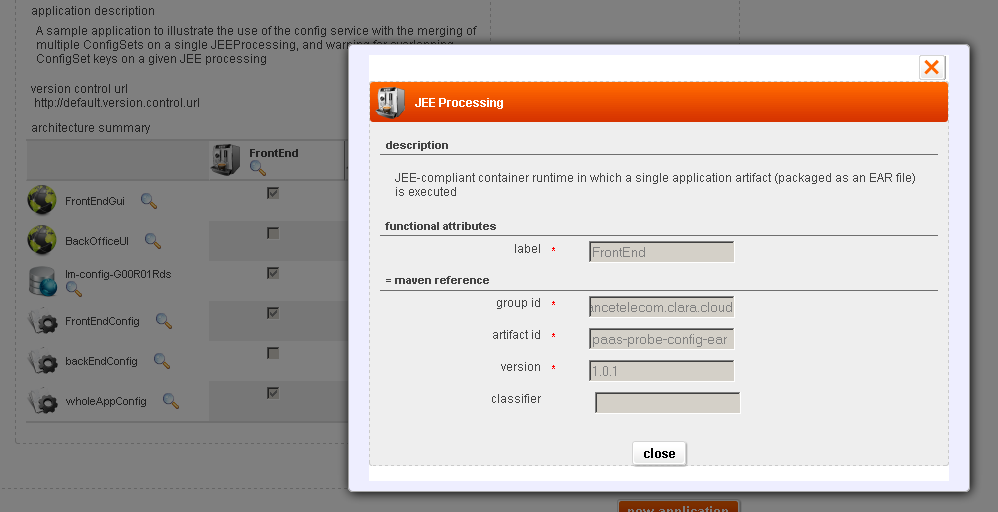 application description
A sample application to illustrate the use of the config service with the merging of
multiple ConfigSets on a single JEEProcessing, and warning for overlapping
ConfigSet keys on a given JEE processing
version control url
http://default.version.control.url
architecture summary
FrontEnd
FrontEndGui
BackOfficeUI
lm-config-G00R01Rds
FrontEndConfig
backEndConfig
wholeAppConfig
JEE Processing
description
JEE-compliant container runtime in which a single application artifact (packaged as an EAR file)
is executed
functional attributes
label *
FrontEnd
= maven reference
group id *
ancetelecom.clara.cloud
artifact id *
paas-probe-config-ear
version *
1.0.1
classifier
close
new application